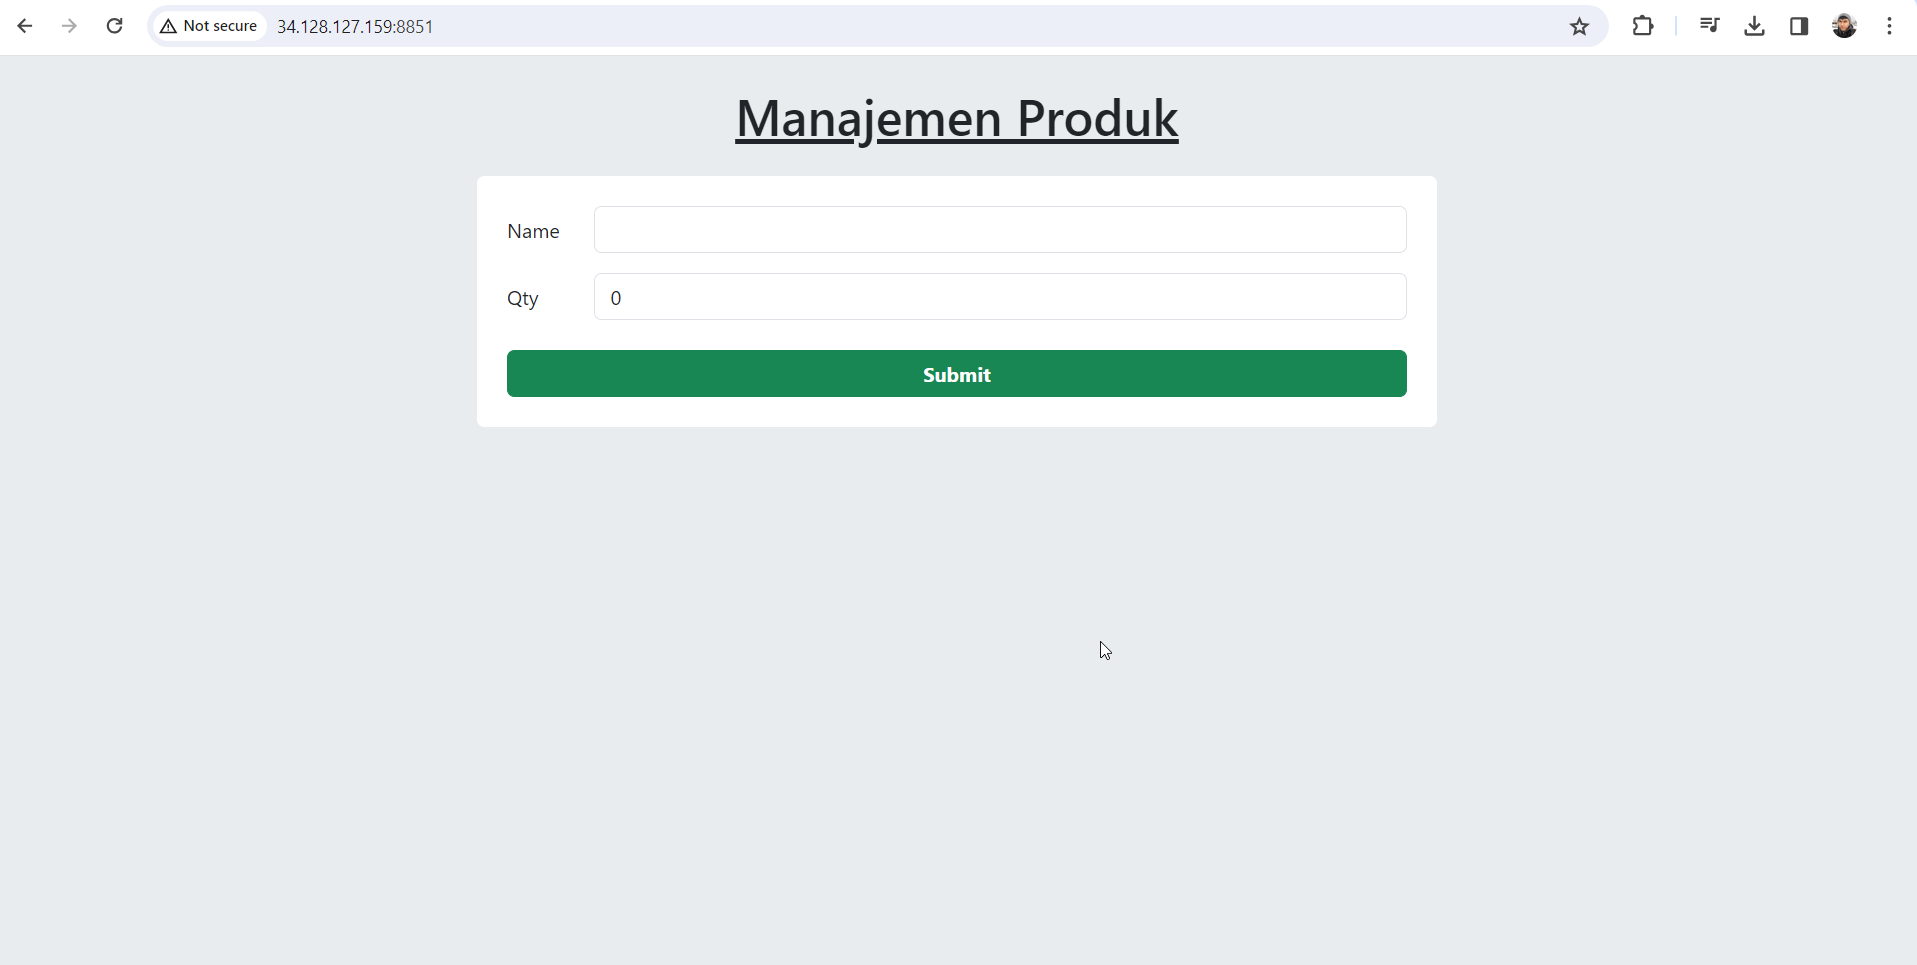 Not secure 34.128.127.159:8851
Manajemen Produk
Name
Qty 0
Submit